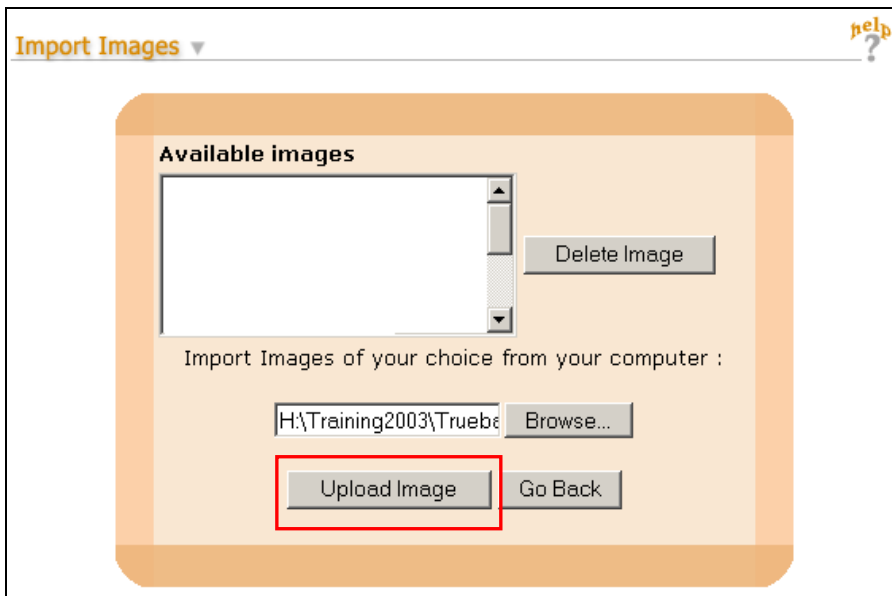 help
?
Import Images
Available images
Delete Image
Import Images of your choice from your computer :
H:\Training2003\Trueba Browse...
Upload Image Go Back